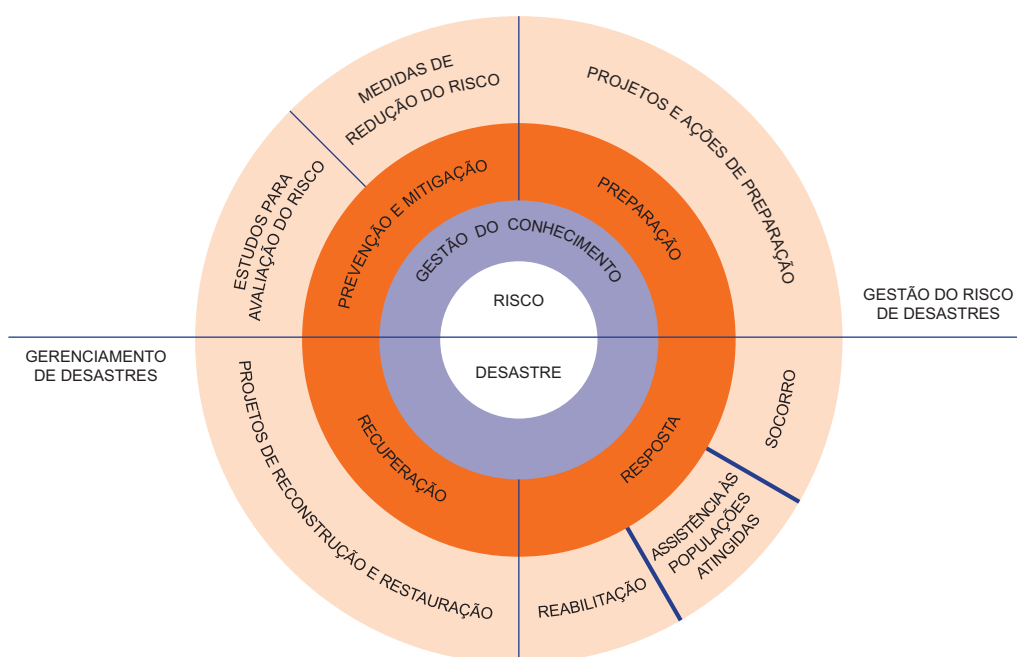 MEDIDAS DE
REDUÇÃO DO RISCO
PROJETOS E AÇÕES DE PREPARAÇÃO
ESTUDOS PARA
AVALIAÇÃO DO RISCO
PREVENÇÃO E MITIGAÇÃO
PREPARAÇÃO
GESTÃO DO CONHECIMENTO
RISCO
GESTÃO DO RISCO
DE DESASTRES
GERENCIAMENTO
DE DESASTRES
DESASTRE
PROJETOS DE RECONSTRUÇÃO E RESTAURAÇÃO
RECUPERAÇÃO
RESPOSTA
SOCORRO
ASSISTÊNCIA ÀS
POPULAÇÕES
ATINGIDAS
REABILITAÇÃO